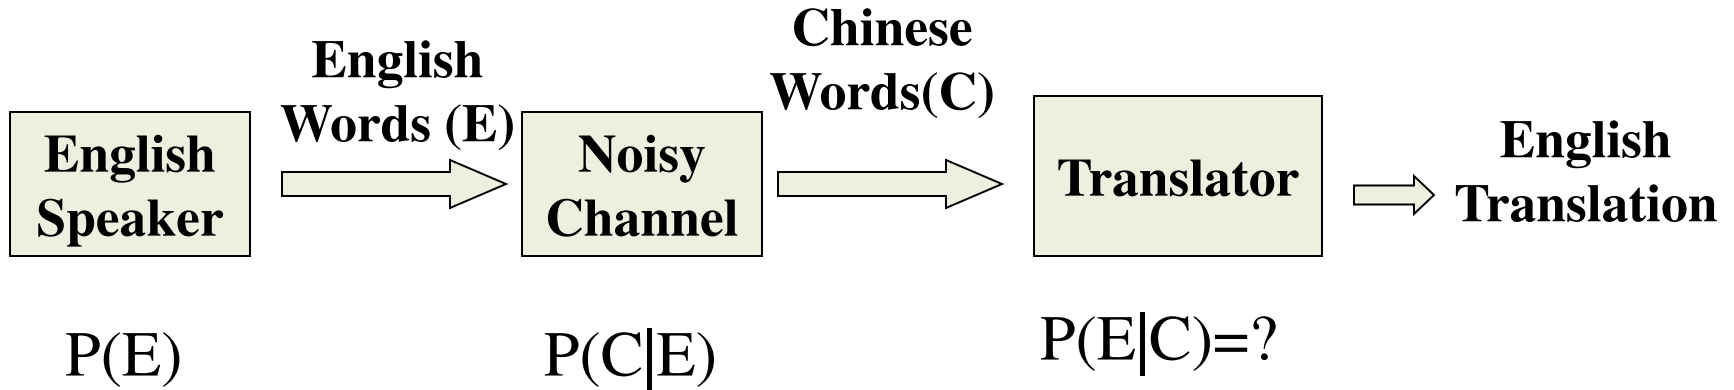 English
Speaker
English
Words (E)
Noisy
Channel
Chinese
Words(C)
Translator
English
Translation
P(E)
P(C|E)
P(E|C)=?